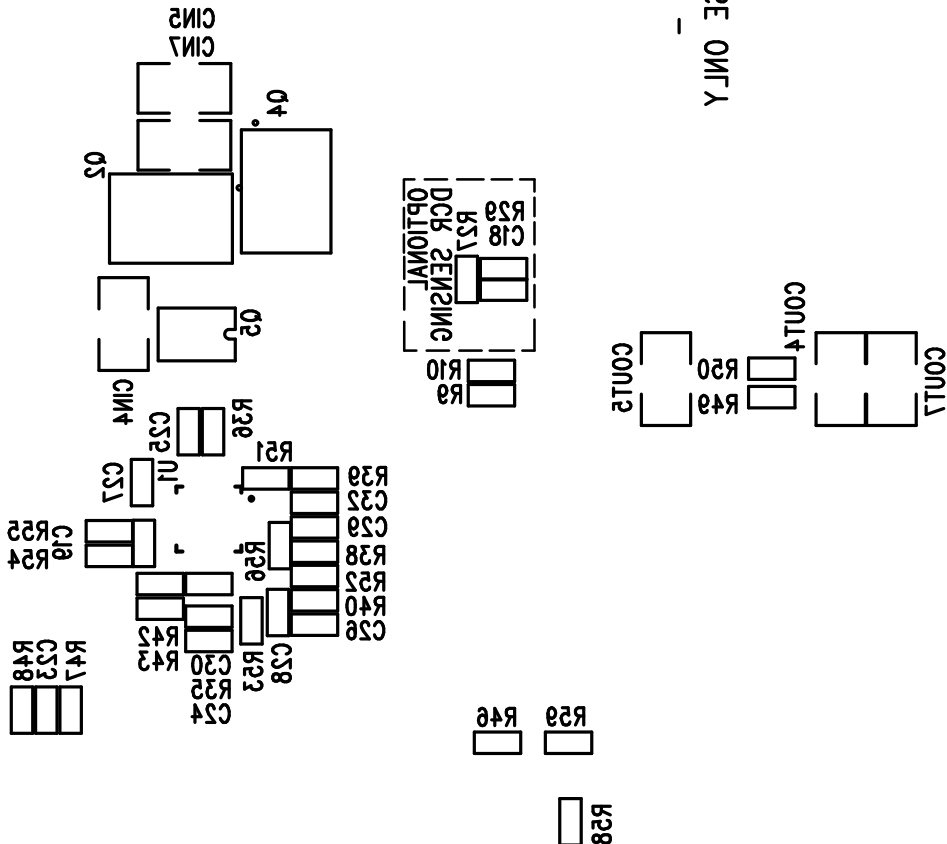 CIN5
CIN7
SE ONLY
-
Q4
Q2
DCR SENSING
OPTIONAL
R27
R29
C18
Q5
COUT4
COUT5
R50
R49
COUT7
R10
R9
CIN4
R36
C25
R51
U1
C27
R39
C32
C29
R38
R52
R40
C26
R55
R54
C19
R56
R42
R43
C30
R35
C24
R53
C28
R48
C23
R47
R46
R59
R58